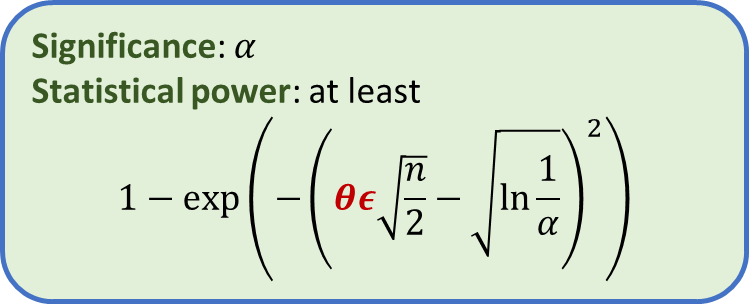 Significance: α
Statistical power: at least
1 − exp(−(θϵ√(n/2) − √(ln 1/α))²)